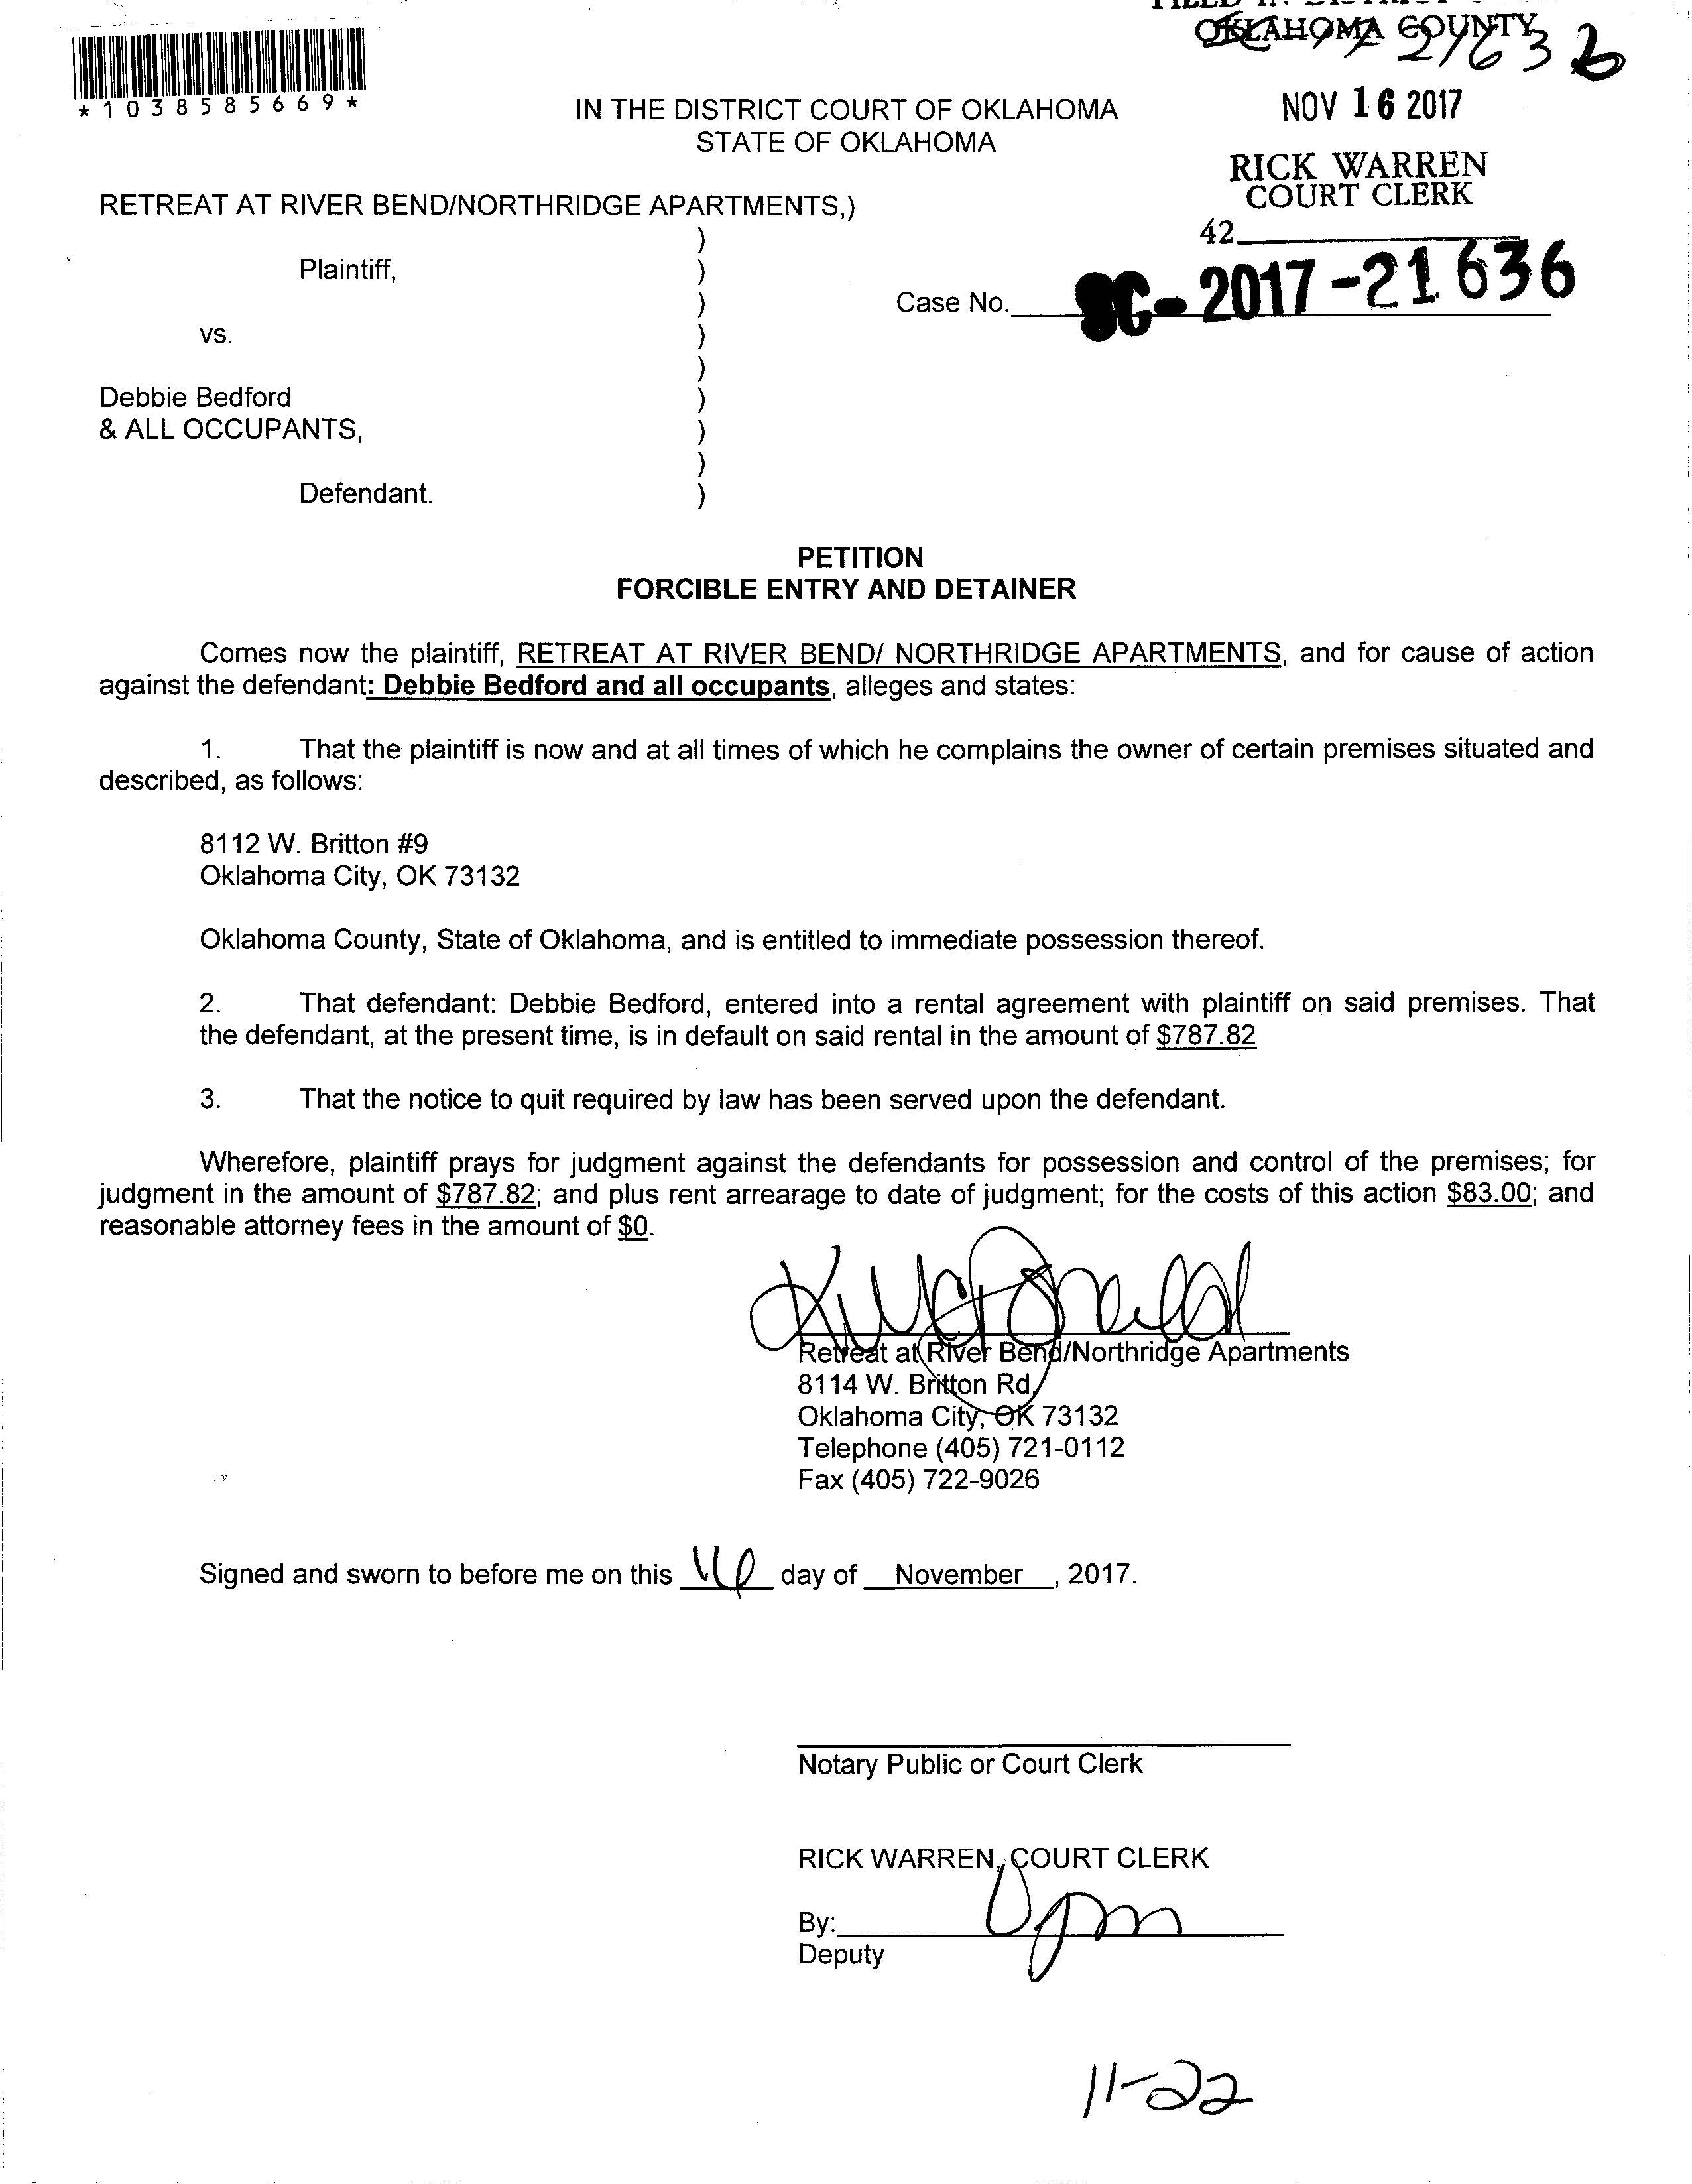 OKLAHOMA COUNTY
*1038585669*
IN THE DISTRICT COURT OF OKLAHOMA
STATE OF OKLAHOMA
NOV 16 2017
RICK WARREN
COURT CLERK
42
RETREAT AT RIVER BEND/NORTHRIDGE APARTMENTS,)
)
Plaintiff, )
) Case No. SC-2017-21636
vs. )
)
Debbie Bedford )
& ALL OCCUPANTS, )
)
Defendant. )
PETITION
FORCIBLE ENTRY AND DETAINER
Comes now the plaintiff, RETREAT AT RIVER BEND/ NORTHRIDGE APARTMENTS, and for cause of action
against the defendant: Debbie Bedford and all occupants, alleges and states:
1. That the plaintiff is now and at all times of which he complains the owner of certain premises situated and
described, as follows:
8112 W. Britton #9
Oklahoma City, OK 73132
Oklahoma County, State of Oklahoma, and is entitled to immediate possession thereof.
2. That defendant: Debbie Bedford, entered into a rental agreement with plaintiff on said premises. That
the defendant, at the present time, is in default on said rental in the amount of $787.82
3. That the notice to quit required by law has been served upon the defendant.
Wherefore, plaintiff prays for judgment against the defendants for possession and control of the premises; for
judgment in the amount of $787.82; and plus rent arrearage to date of judgment; for the costs of this action $83.00; and
reasonable attorney fees in the amount of $0.
Retreat at River Bend/Northridge Apartments
8114 W. Britton Rd,
Oklahoma City, OK 73132
Telephone (405) 721-0112
Fax (405) 722-9026
Signed and sworn to before me on this 16 day of November, 2017.
Notary Public or Court Clerk
RICK WARREN, COURT CLERK
By:
Deputy
11-22